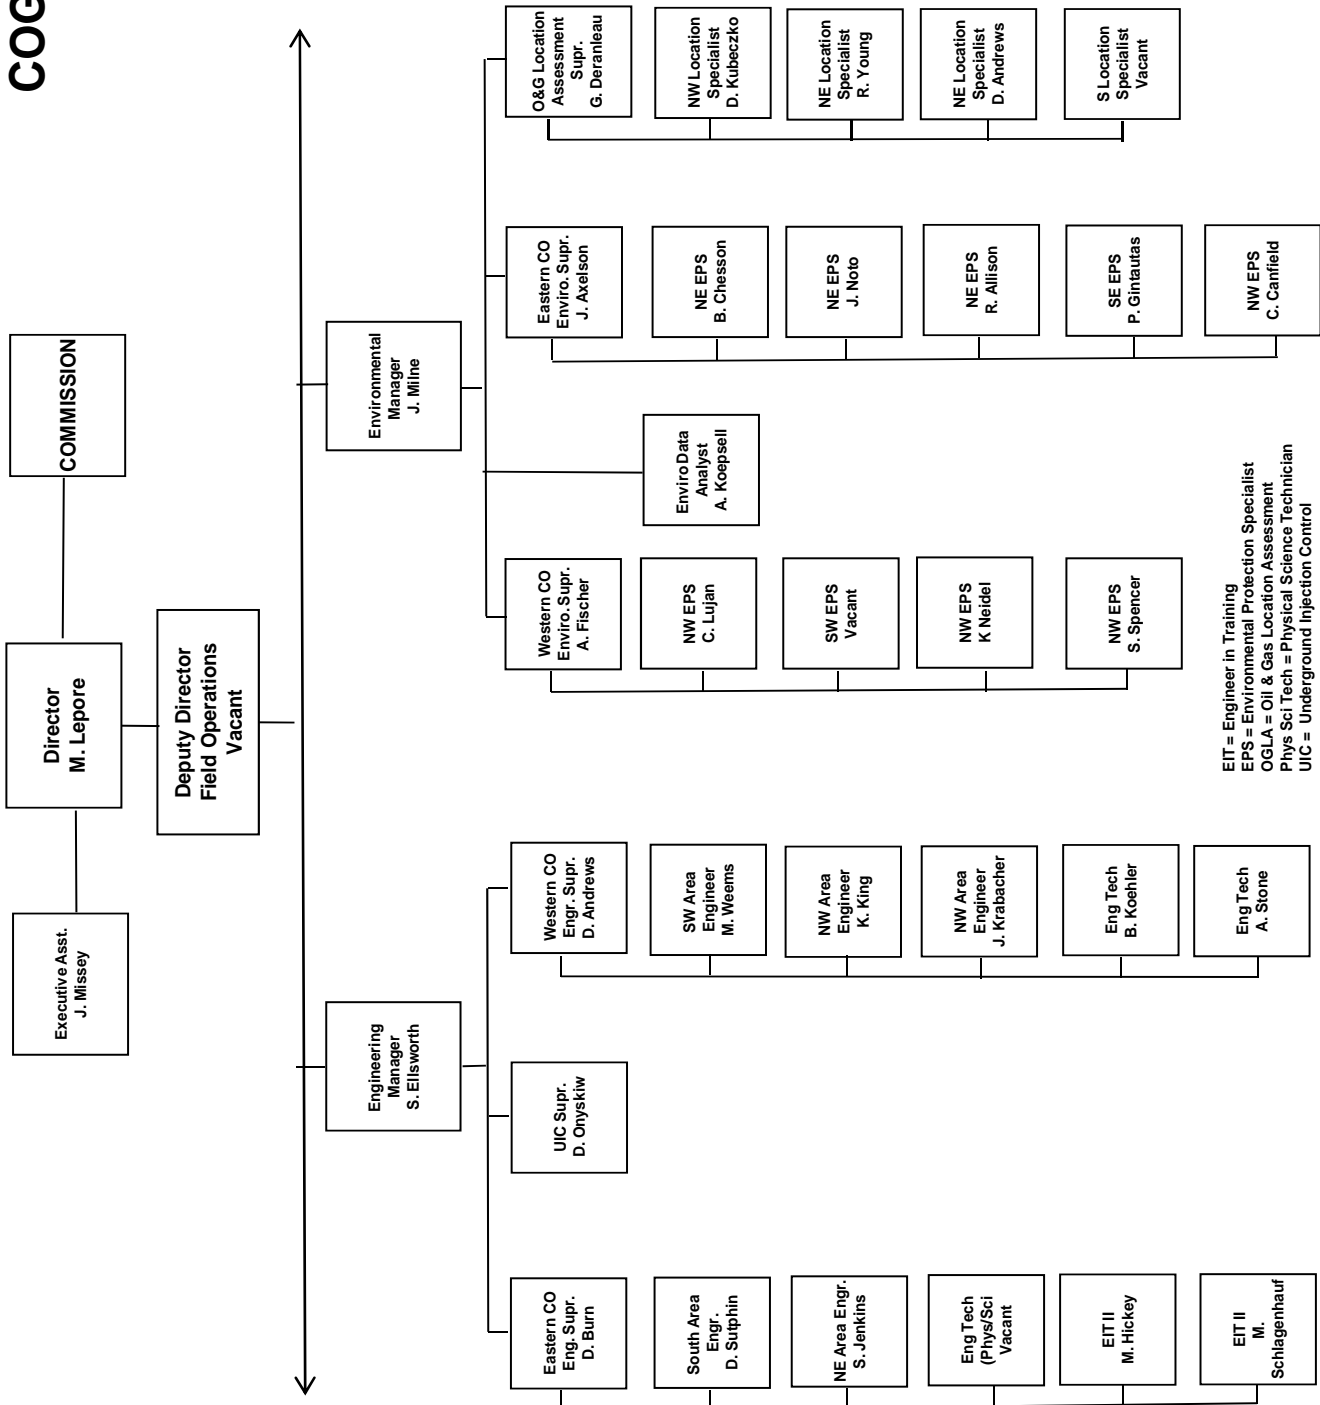 COG
COMMISSION
Director
M. Lepore
Executive Asst.
J. Missey
Deputy Director
Field Operations
Vacant
Engineering
Manager
S. Ellsworth
Environmental
Manager
J. Milne
Eastern CO
Eng. Supr.
D. Burn
South Area
Engr.
D. Sutphin
NE Area Engr.
S. Jenkins
Eng Tech
(Phys/Sci
Vacant
EIT II
M. Hickey
EIT II
M.
Schlagenhauf
UIC Supr.
D. Onyskiw
Western CO
Engr. Supr.
D. Andrews
SW Area
Engineer
M. Weems
NW Area
Engineer
K. King
NW Area
Engineer
J. Krabacher
Eng Tech
B. Koehler
Eng Tech
A. Stone
Western CO
Enviro. Supr.
A. Fischer
NW EPS
C. Lujan
SW EPS
Vacant
NW EPS
K Neidel
NW EPS
S. Spencer
Enviro Data
Analyst
A. Koepsell
Eastern CO
Enviro. Supr.
J. Axelson
NE EPS
B. Chesson
NE EPS
J. Noto
NE EPS
R. Allison
SE EPS
P. Gintautas
NW EPS
C. Canfield
O&G Location
Assessment
Supr.
G. Deranleau
NW Location
Specialist
D. Kubeczko
NE Location
Specialist
R. Young
NE Location
Specialist
D. Andrews
S Location
Specialist
Vacant
EIT = Engineer in Training
EPS = Environmental Protection Specialist
OGLA = Oil & Gas Location Assessment
Phys Sci Tech = Physical Science Technician
UIC = Underground Injection Control